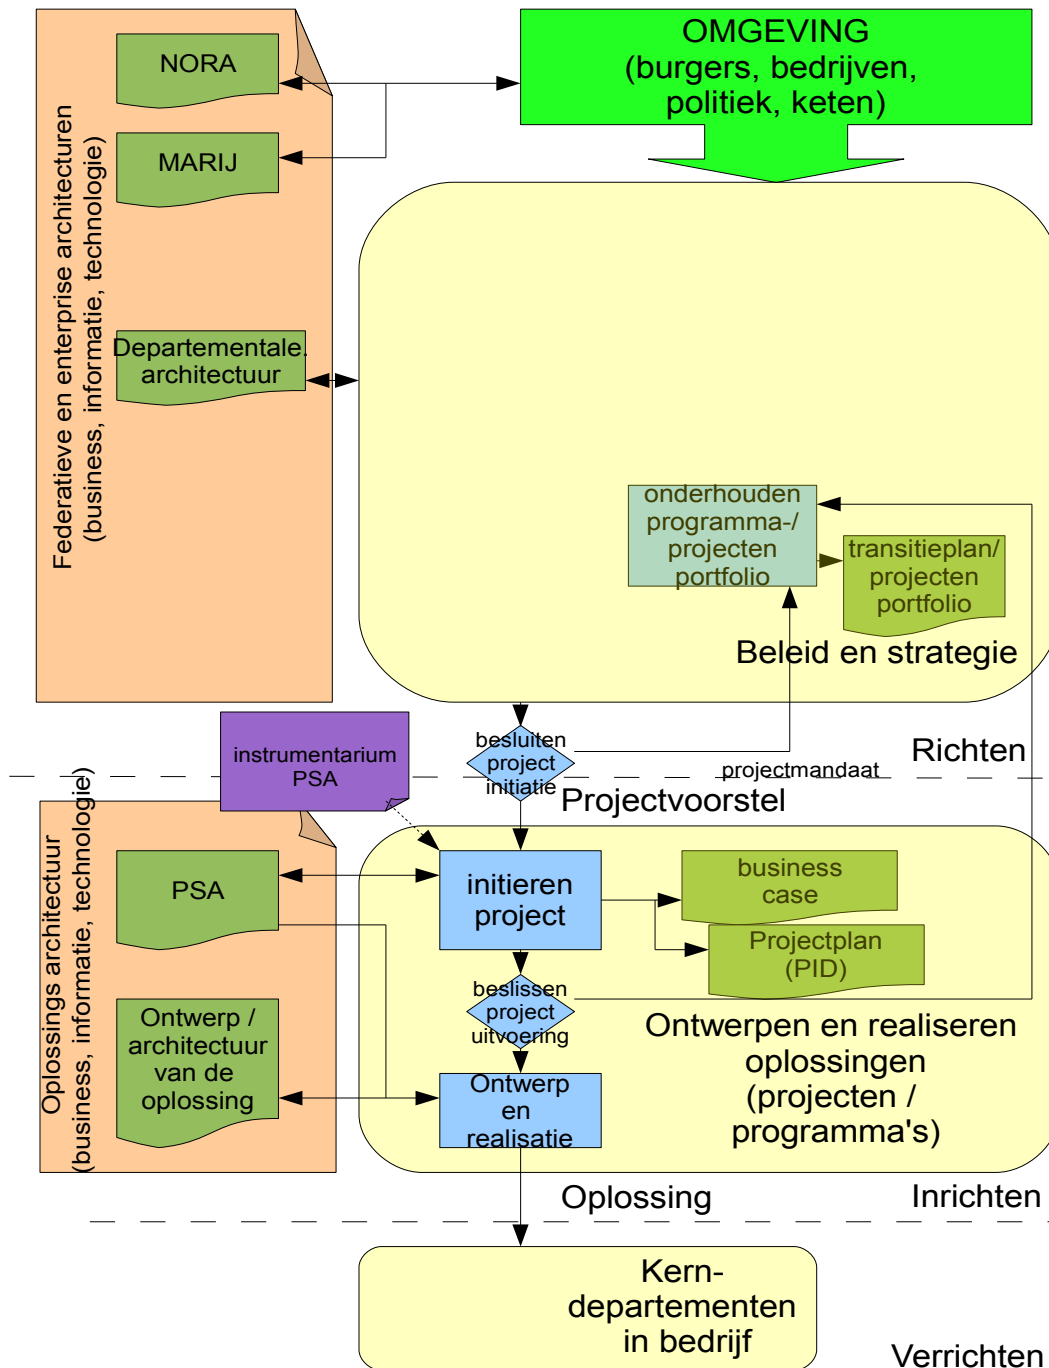 OMGEVING
(burgers, bedrijven,
politiek, keten)
NORA
MARIJ
Federatieve en enterprise architecturen
(business, informatie, technologie)
Departementale.
architectuur
onderhouden
programma-/
projecten
portfolio
transitieplan/
projecten
portfolio
Beleid en strategie
instrumentarium
PSA
besluiten
project
initiatie
Richten
projectmandaat
Projectvoorstel
Oplossings architectuur
(business, informatie, technologie)
PSA
initieren
project
business
case
Projectplan
(PID)
beslissen
project
uitvoering
Ontwerp /
architectuur
van de
oplossing
Ontwerpen en realiseren
oplossingen
(projecten /
programma's)
Ontwerp
en
realisatie
Oplossing
Inrichten
Kern-
departementen
in bedrijf
Verrichten